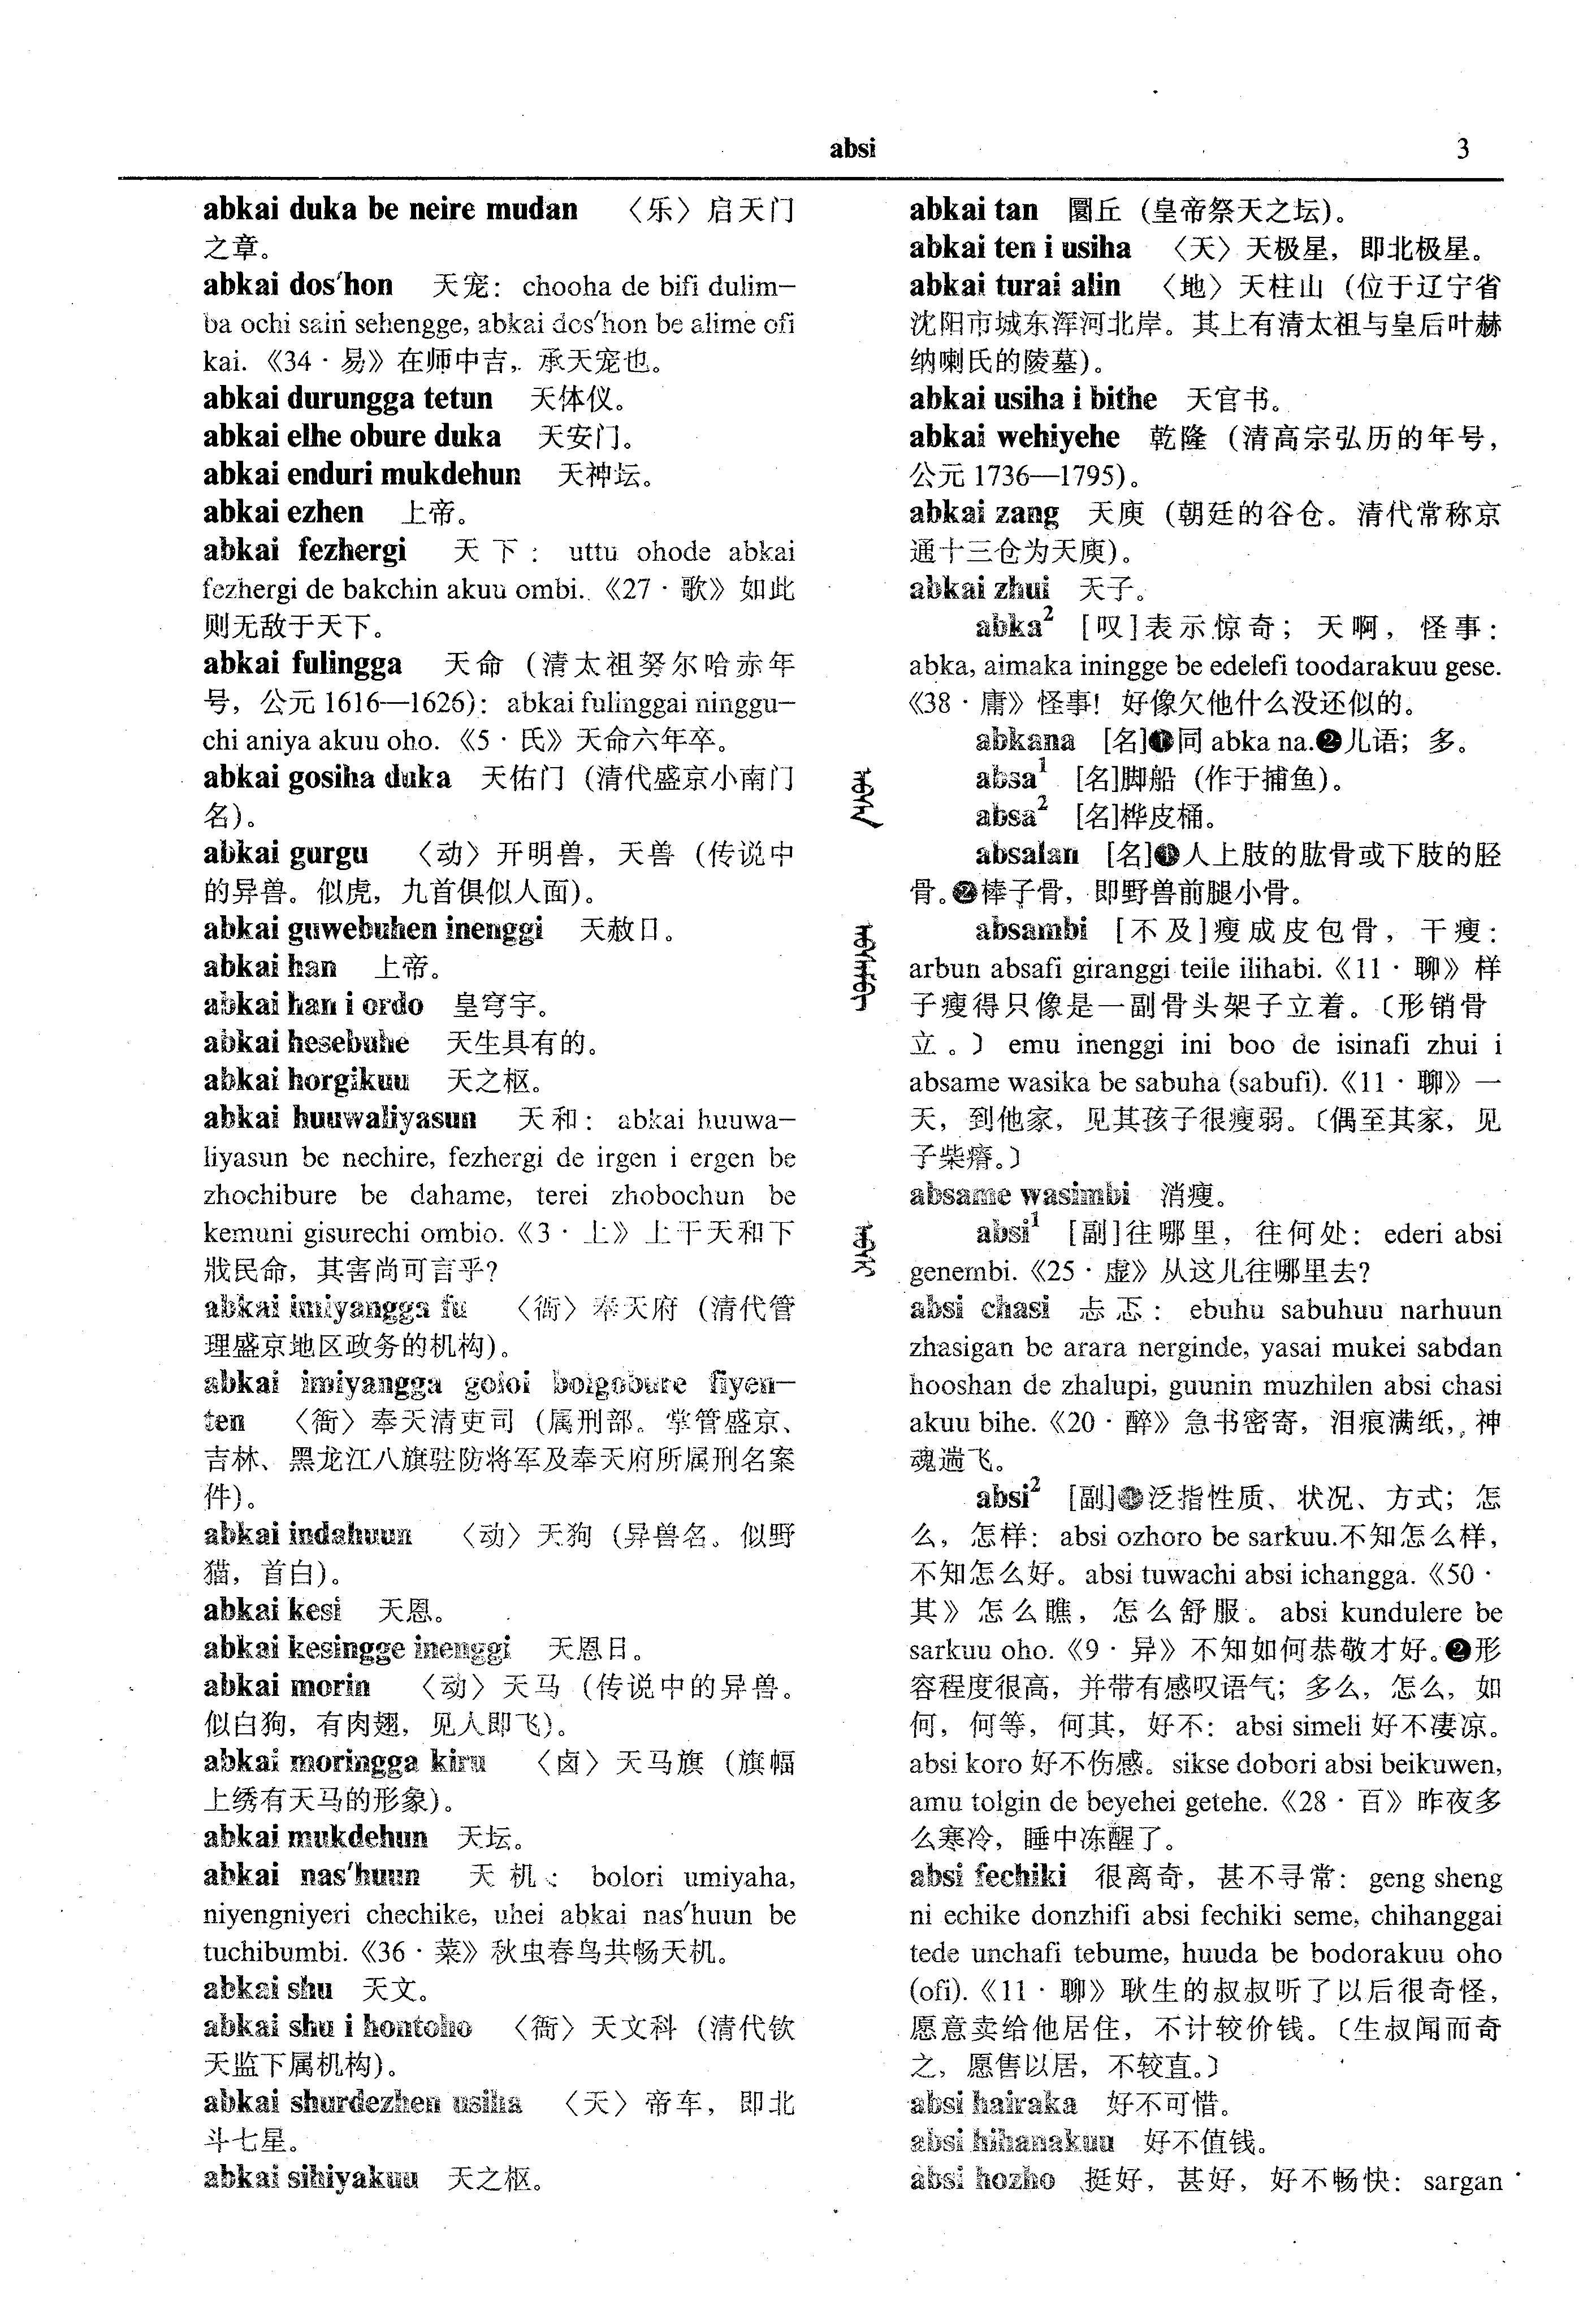 absi
3
abkai duka be neire mudan 〈乐〉启天门
之章。
abkai dos'hon 天宠：chooha de bifi dulim-
ba ochi sain sehengge, abkai dos'hon be alime ofi
kai.《34·易》在师中吉，承天宠也。
abkai durungga tetun 天体仪。
abkai elhe obure duka 天安门。
abkai enduri mukdehun 天神坛。
abkai ezhen 上帝。
abkai fezhergi 天下：uttu ohode abkai
fezhergi de bakchin akuu ombi.《27·歌》如此
则无敌于天下。
abkai fulingga 天命（清太祖努尔哈赤年
号，公元1616—1626）：abkai fulinggai ninggu-
chi aniya akuu oho.《5·氏》天命六年卒。
abkai gosiha duka 天佑门（清代盛京小南门
名）。
abkai gurgu 〈动〉开明兽，天兽（传说中
的异兽。似虎，九首俱似人面）。
abkai guwebuhen inenggi 天赦日。
abkai han 上帝。
abkai han i ordo 皇穹宇。
abkai hesebuhe 天生具有的。
abkai horgikuu 天之枢。
abkai huuwaliyasun 天和：abkai huuwa-
liyasun be nechire, fezhergi de irgen i ergen be
zhochibure be dahame, terei zhobochun be
kemuni gisurechi ombio.《3·上》上干天和下
戕民命，其害尚可言乎？
abkai imiyangga fu 〈衙〉奉天府（清代管
理盛京地区政务的机构）。
abkai imiyangga goloi boigobure fiyen-
ten 〈衙〉奉天清吏司（属刑部。掌管盛京、
吉林、黑龙江八旗驻防将军及奉天府所属刑名案
件）。
abkai indahuun 〈动〉天狗（异兽名。似野
猫，首白）。
abkai kesi 天恩。
abkai kesingge inenggi 天恩日。
abkai morin 〈动〉天马（传说中的异兽。
似白狗，有肉翅，见人即飞）。
abkai moringga kiru 〈卤〉天马旗（旗幅
上绣有天马的形象）。
abkai mukdehun 天坛。
abkai nas'huun 天机：bolori umiyaha,
niyengniyeri chechike, uhei abkai nas'huun be
tuchibumbi.《36·菜》秋虫春鸟共畅天机。
abkai shu 天文。
abkai shu i hontoho 〈衙〉天文科（清代钦
天监下属机构）。
abkai shurdezhen usiha 〈天〉帝车，即北
斗七星。
abkai sihiyakuu 天之枢。
abkai tan 圜丘（皇帝祭天之坛）。
abkai ten i usiha 〈天〉天极星，即北极星。
abkai turai alin 〈地〉天柱山（位于辽宁省
沈阳市城东浑河北岸。其上有清太祖与皇后叶赫
纳喇氏的陵墓）。
abkai usiha i bithe 天官书。
abkai wehiyehe 乾隆（清高宗弘历的年号，
公元1736—1795）。
abkai zang 天庾（朝廷的谷仓。清代常称京
通十三仓为天庾）。
abkai zhui 天子。
abka² [叹]表示惊奇；天啊，怪事：
abka, aimaka iningge be edelefi toodarakuu gese.
《38·庸》怪事！好像欠他什么没还似的。
abkana [名]❶同abka na.❷儿语；多。
absa¹ [名]脚船（作于捕鱼）。
absa² [名]桦皮桶。
absalan [名]❶人上肢的肱骨或下肢的胫
骨。❷棒子骨，即野兽前腿小骨。
absambi [不及]瘦成皮包骨，干瘦：
arbun absafi giranggi teile ilihabi.《11·聊》样
子瘦得只像是一副骨头架子立着。〔形销骨
立。〕emu inenggi ini boo de isinafi zhui i
absame wasika be sabuha (sabufi).《11·聊》一
天，到他家，见其孩子很瘦弱。〔偶至其家，见
子柴瘠。〕
absame wasimbi 消瘦。
absi¹ [副]往哪里，往何处：ederi absi
genembi.《25·虚》从这儿往哪里去？
absi chasi 忐忑：ebuhu sabuhuu narhuun
zhasigan be arara nerginde, yasai mukei sabdan
hooshan de zhalupi, guunin muzhilen absi chasi
akuu bihe.《20·醉》急书密寄，泪痕满纸，神
魂遄飞。
absi² [副]❶泛指性质、状况、方式；怎
么，怎样：absi ozhoro be sarkuu.不知怎么样，
不知怎么好。absi tuwachi absi ichangga.《50·
其》怎么瞧，怎么舒服。absi kundulere be
sarkuu oho.《9·异》不知如何恭敬才好。❷形
容程度很高，并带有感叹语气；多么，怎么，如
何，何等，何其，好不：absi simeli好不凄凉。
absi koro好不伤感。sikse dobori absi beikuwen,
amu tolgin de beyehei getehe.《28·百》昨夜多
么寒冷，睡中冻醒了。
absi fechiki 很离奇，甚不寻常：geng sheng
ni echike donzhifi absi fechiki seme, chihanggai
tede unchafi tebume, huuda be bodorakuu oho
(ofi).《11·聊》耿生的叔叔听了以后很奇怪，
愿意卖给他居住，不计较价钱。〔生叔闻而奇
之，愿售以居，不较直。〕
absi hairaka 好不可惜。
absi hihanakuu 好不值钱。
absi hozho 挺好，甚好，好不畅快：sargan